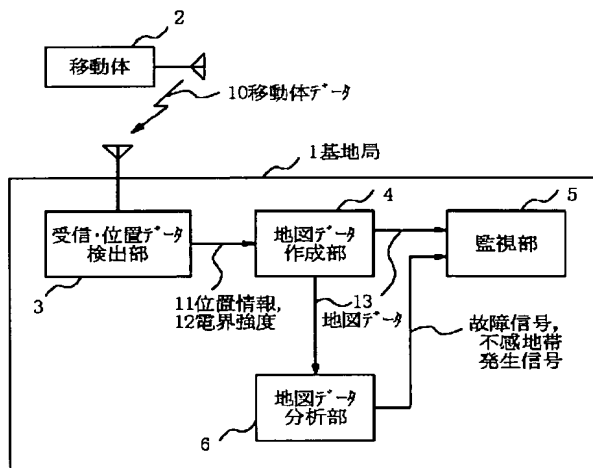 2
移動体
10移動体データ
1基地局
受信・位置データ
検出部
3
4
地図データ
作成部
5
監視部
11位置情報,
12電界強度
13
地図データ
故障信号,
不感地帯
発生信号
地図データ
分析部
6